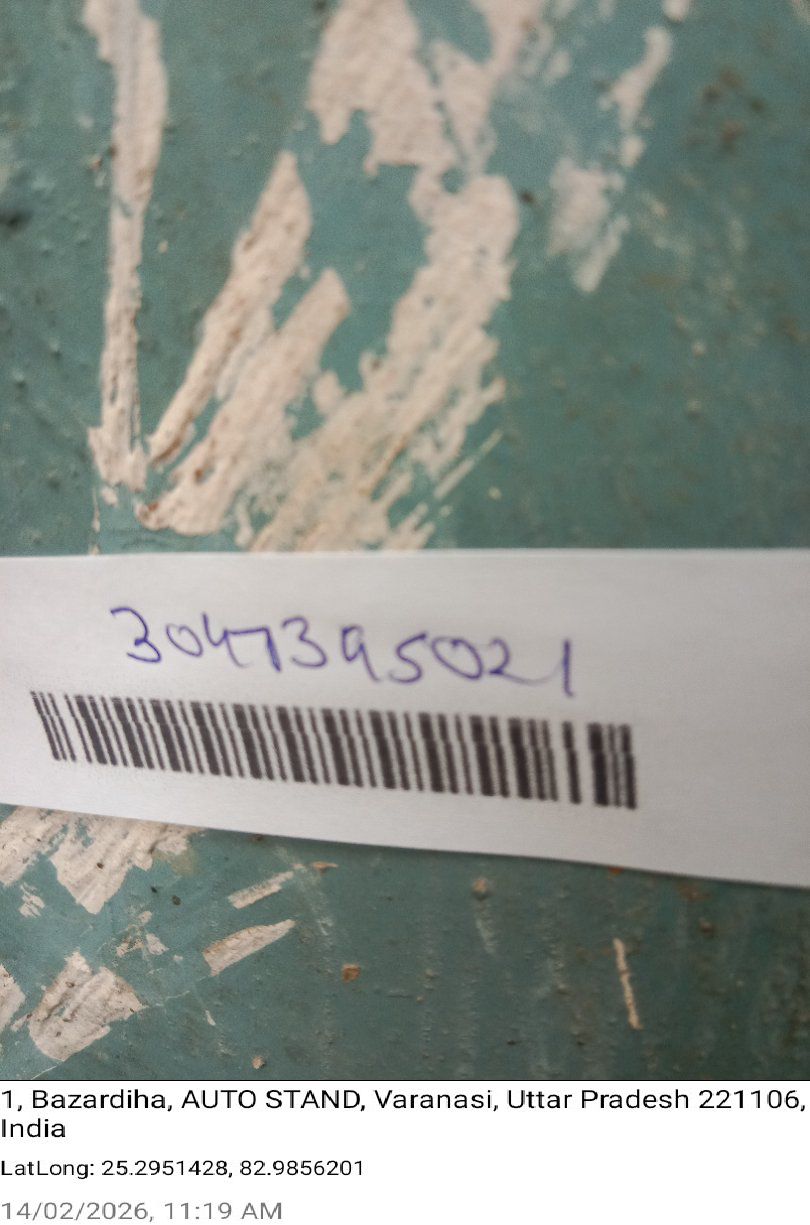 3047395021
1, Bazardiha, AUTO STAND, Varanasi, Uttar Pradesh 221106,
India
LatLong: 25.2951428, 82.9856201
14/02/2026, 11:19 AM